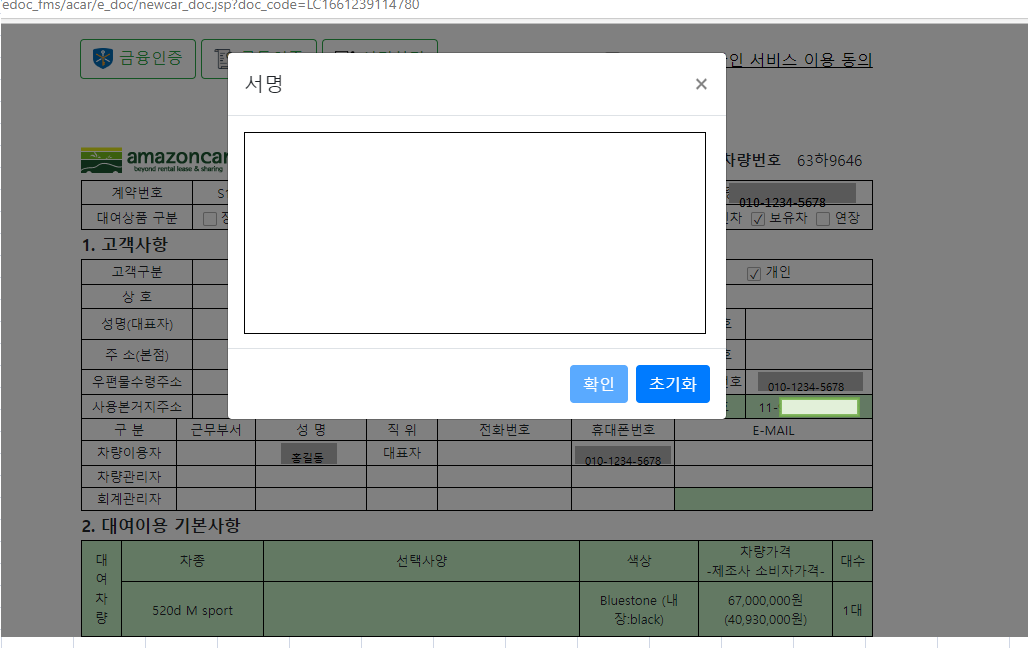 edoc_fms/acar/e_doc/newcar_doc.jsp?doc_code=LC1661239114780
금융인증
인 서비스 이용 동의
서명 ×
amazoncar
beyond rental lease & sharing
차량번호 63하9646
계약번호
010-1234-5678
대여상품 구분
보유자 연장
1. 고객사항
고객구분 개인
상 호
성명(대표자)
주 소(본점)
우편물수령주소
010-1234-5678
사용본거지주소 11-
확인 초기화
구 분 근무부서 성 명 직 위 전화번호 휴대폰번호 E-MAIL
차량이용자 홍길동 대표자 010-1234-5678
차량관리자
회계관리자
2. 대여이용 기본사항
대여차량 차종 선택사양 색상 차량가격 대수
-제조사 소비자가격-
520d M sport Bluestone (내장:black) 67,000,000원 1대
(40,930,000원)